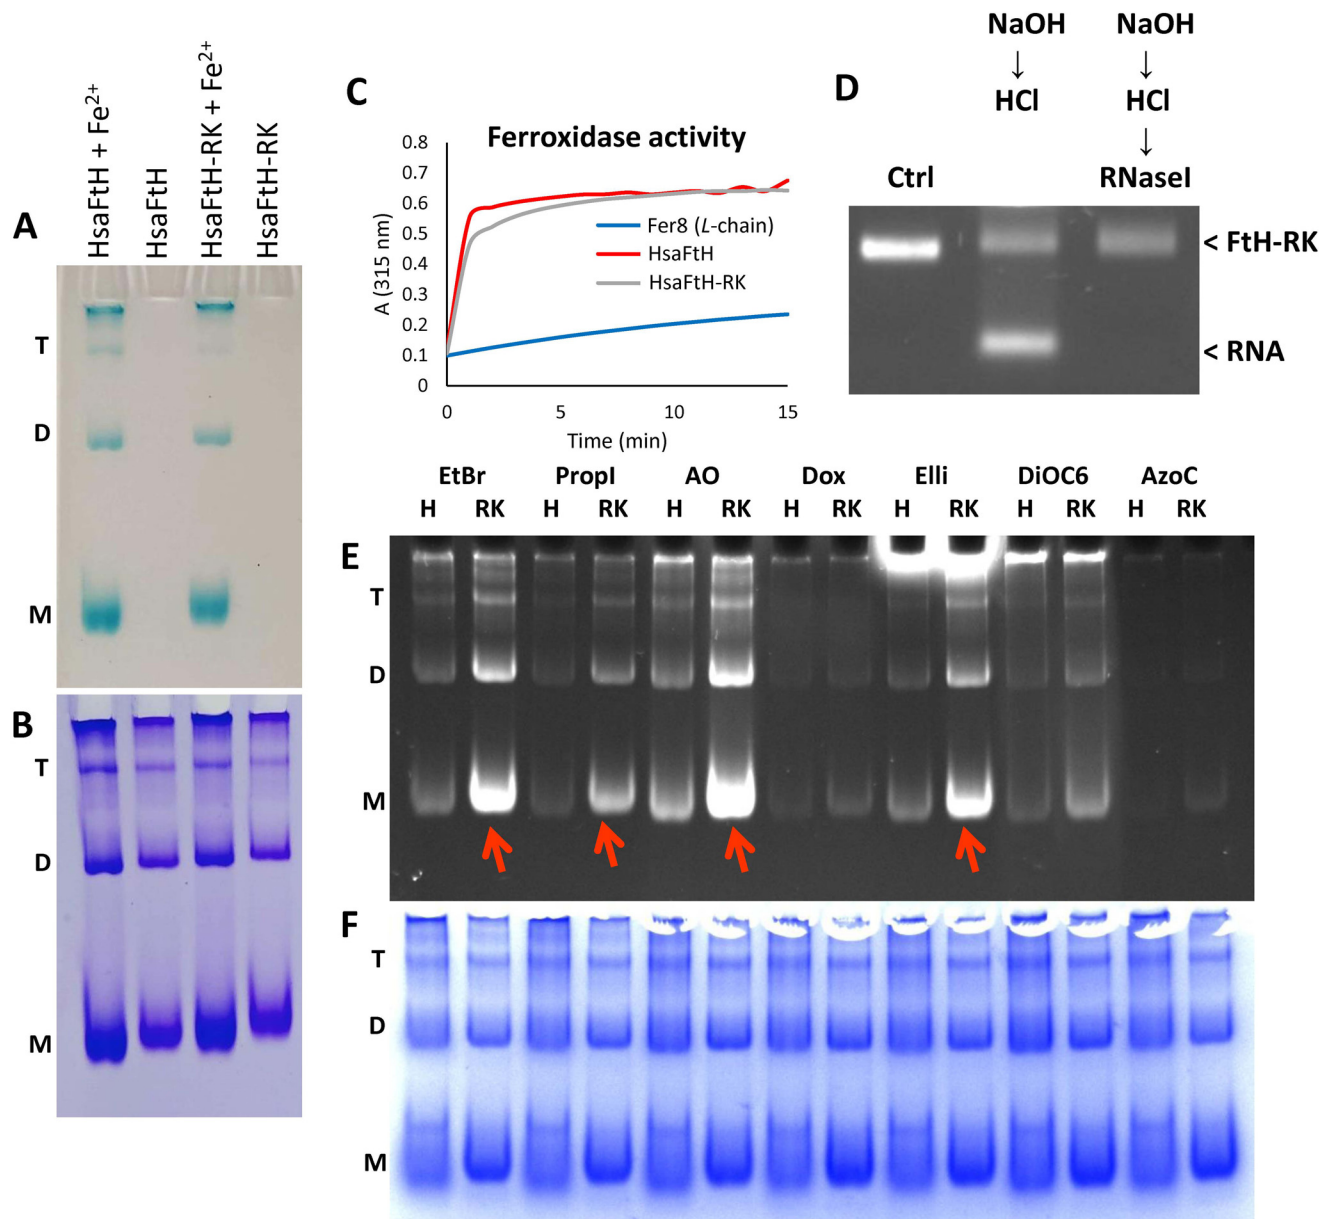 A
HsaFtH + Fe²⁺
HsaFtH
HsaFtH-RK + Fe²⁺
HsaFtH-RK
T
D
M
B
T
D
M
C
Ferroxidase activity
A (315 nm)
0.8
0.7
0.6
0.5
0.4
0.3
0.2
0.1
0
0 5 10 15
Time (min)
Fer8 (L-chain)
HsaFtH
HsaFtH-RK
D
NaOH NaOH
↓ ↓
HCl HCl
↓
Ctrl RNaseI
< FtH-RK
< RNA
EtBr PropI AO Dox Elli DiOC6 AzoC
H RK H RK H RK H RK H RK H RK H RK
E
T
D
M
F
T
D
M